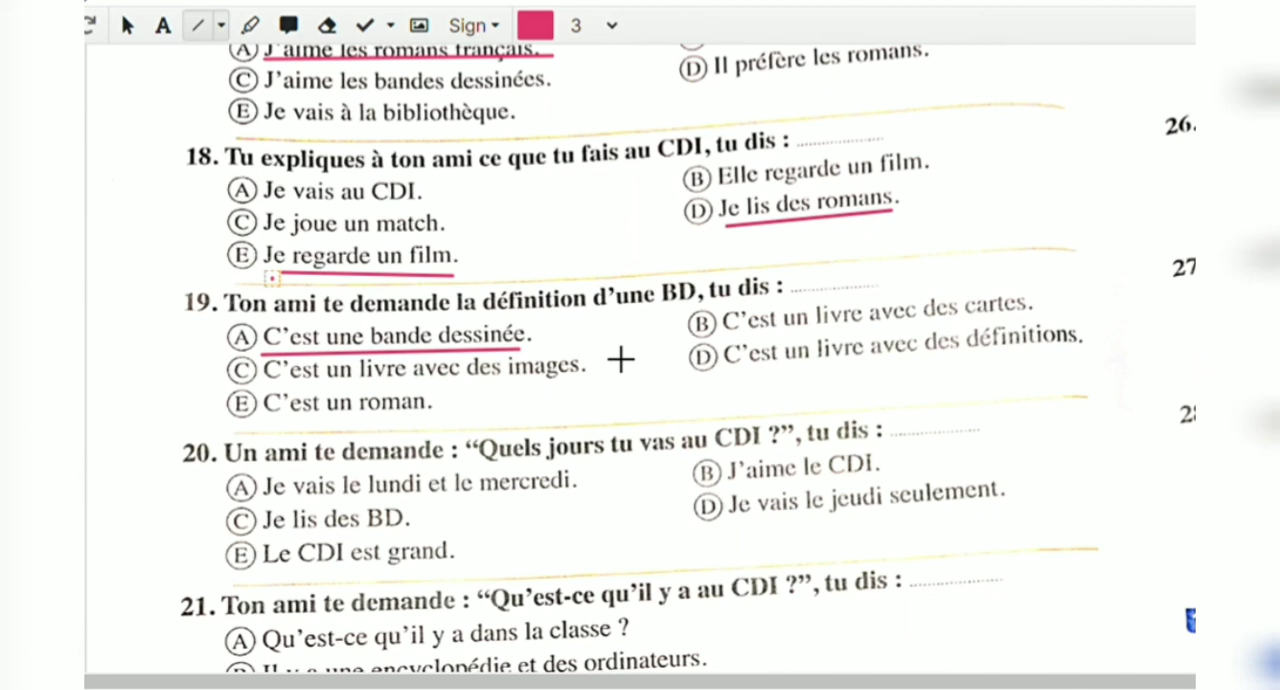 Sign
3
(A) J'aime les romans français.
(C) J'aime les bandes dessinées.
(D) Il préfère les romans.
(E) Je vais à la bibliothèque.
26.
18. Tu expliques à ton ami ce que tu fais au CDI, tu dis : ..................
(A) Je vais au CDI.
(B) Elle regarde un film.
(C) Je joue un match.
(D) Je lis des romans.
(E) Je regarde un film.
27
19. Ton ami te demande la définition d'une BD, tu dis : ..................
(A) C'est une bande dessinée.
(B) C'est un livre avec des cartes.
(C) C'est un livre avec des images.
(D) C'est un livre avec des définitions.
(E) C'est un roman.
20. Un ami te demande : “Quels jours tu vas au CDI ?”, tu dis : ..................
(A) Je vais le lundi et le mercredi.
(B) J'aime le CDI.
(C) Je lis des BD.
(D) Je vais le jeudi seulement.
(E) Le CDI est grand.
21. Ton ami te demande : “Qu'est-ce qu'il y a au CDI ?”, tu dis : ..................
(A) Qu'est-ce qu'il y a dans la classe ?
une encyclopédie et des ordinateurs.